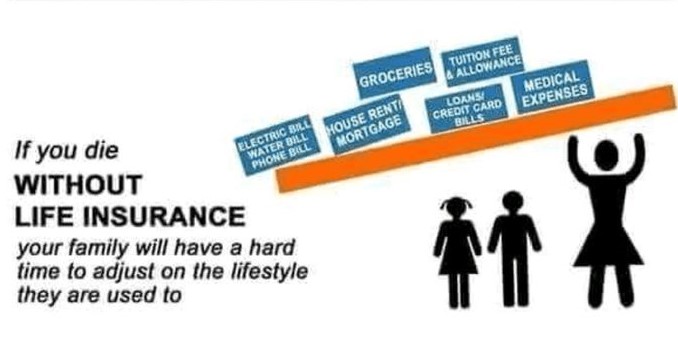 If you die
WITHOUT
LIFE INSURANCE
your family will have a hard
time to adjust on the lifestyle
they are used to
GROCERIES
TUITION FEE
& ALLOWANCE
ELECTRIC BILL
WATER BILL
PHONE BILL
HOUSE RENT/
MORTGAGE
LOANS/
CREDIT CARD
BILLS
MEDICAL
EXPENSES